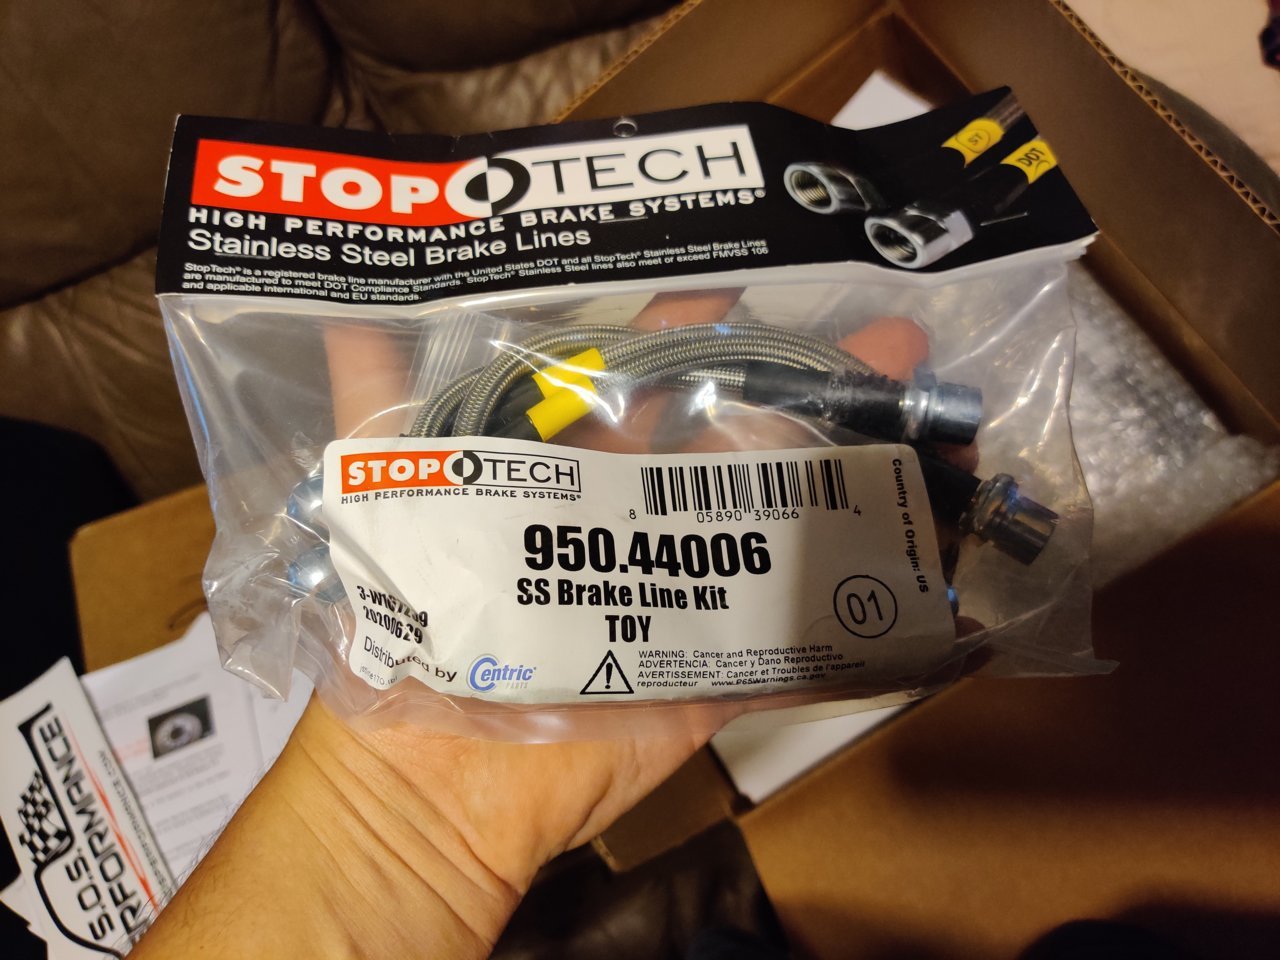 STOPTECH
HIGH PERFORMANCE BRAKE SYSTEMS®
Stainless Steel Brake Lines
StopTech® is a registered brake line manufacturer with the United States DOT and all StopTech® Stainless Steel Brake Lines
are manufactured to meet DOT Compliance Standards. StopTech® Stainless Steel lines also meet or exceed FMVSS 106
and applicable International and EU standards.
ST
DOT
STOPTECH
HIGH PERFORMANCE BRAKE SYSTEMS®
8 05890 39066 4
Country of Origin: US
950.44006
SS Brake Line Kit
TOY
01
20200629
Distributed by
Centric®
PARTS
WARNING: Cancer and Reproductive Harm
ADVERTENCIA: Cancer y Dano Reproductivo
AVERTISSEMENT: Cancer et Troubles de l'appareil
reproducteur www.P65Warnings.ca.gov
S.D.S.
PERFORMANCE